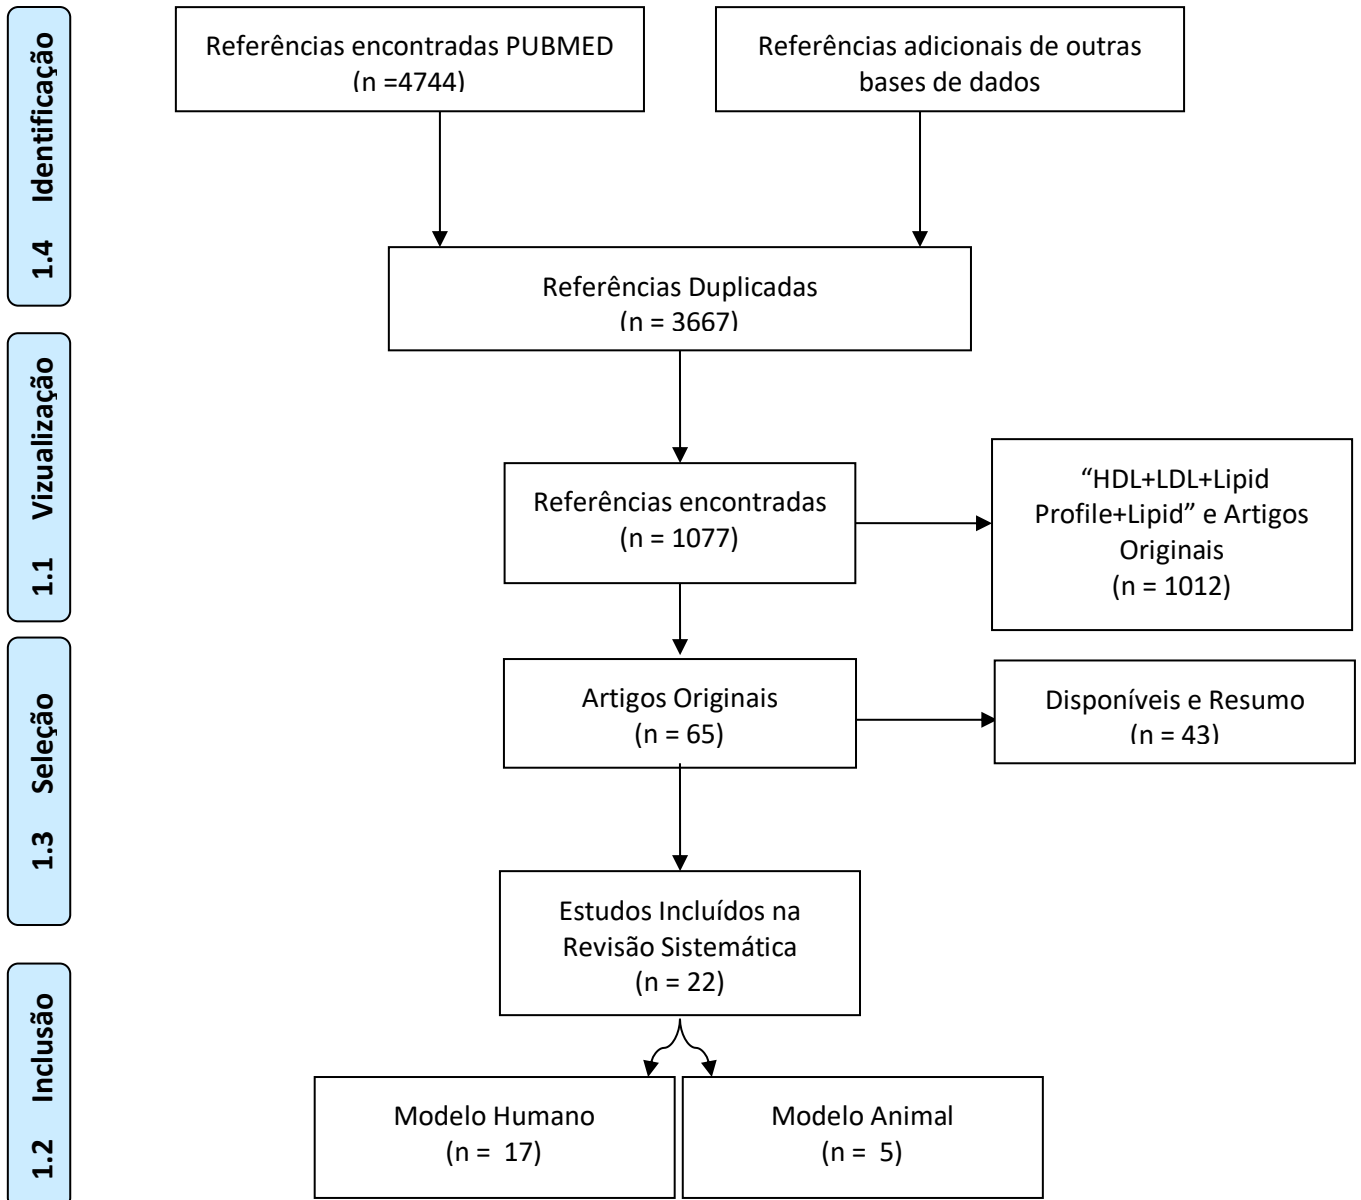 1.4 Identificação
Referências encontradas PUBMED
(n =4744)
Referências adicionais de outras
bases de dados
Referências Duplicadas
(n = 3667)
1.1 Vizualização
Referências encontradas
(n = 1077)
“HDL+LDL+Lipid
Profile+Lipid” e Artigos
Originais
(n = 1012)
1.3 Seleção
Artigos Originais
(n = 65)
Disponíveis e Resumo
(n = 43)
Estudos Incluídos na
Revisão Sistemática
(n = 22)
1.2 Inclusão
Modelo Humano
(n = 17)
Modelo Animal
(n = 5)